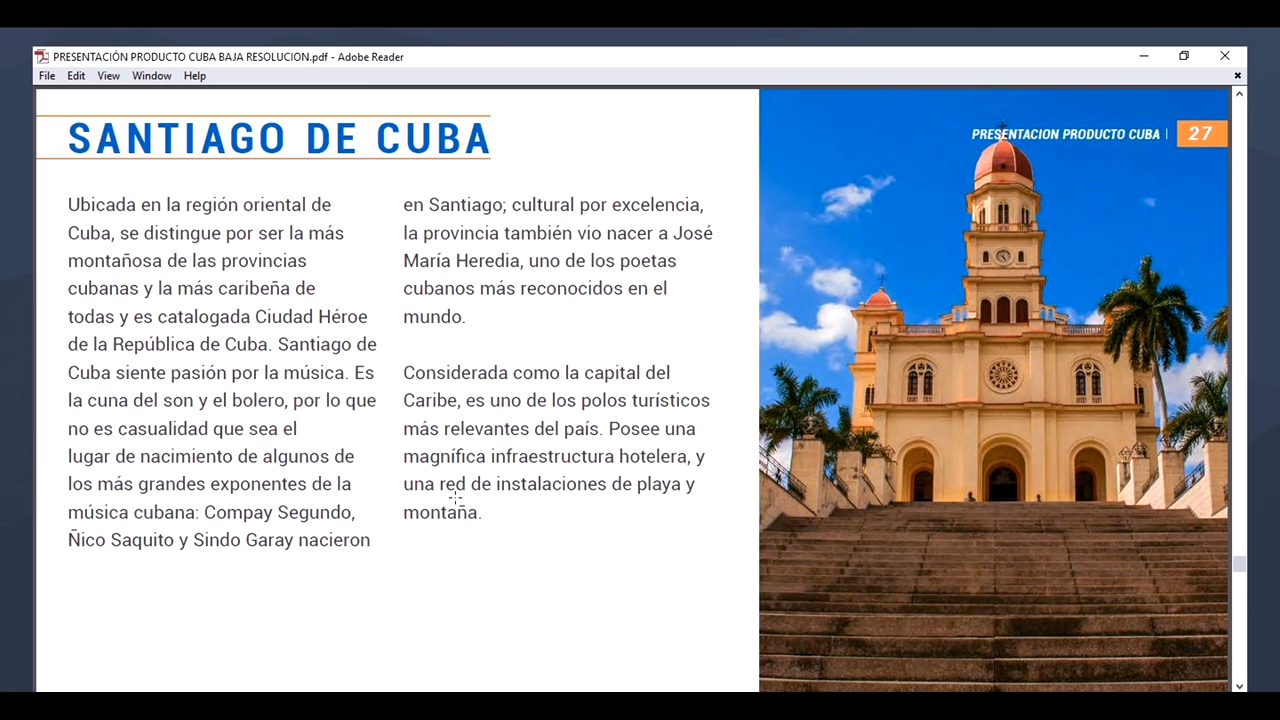 PRESENTACIÓN PRODUCTO CUBA BAJA RESOLUCION.pdf - Adobe Reader
File Edit View Window Help
SANTIAGO DE CUBA
PRESENTACION PRODUCTO CUBA | 27
Ubicada en la región oriental de
Cuba, se distingue por ser la más
montañosa de las provincias
cubanas y la más caribeña de
todas y es catalogada Ciudad Héroe
de la República de Cuba. Santiago de
Cuba siente pasión por la música. Es
la cuna del son y el bolero, por lo que
no es casualidad que sea el
lugar de nacimiento de algunos de
los más grandes exponentes de la
música cubana: Compay Segundo,
Ñico Saquito y Sindo Garay nacieron
en Santiago; cultural por excelencia,
la provincia también vio nacer a José
María Heredia, uno de los poetas
cubanos más reconocidos en el
mundo.
Considerada como la capital del
Caribe, es uno de los polos turísticos
más relevantes del país. Posee una
magnífica infraestructura hotelera, y
una red de instalaciones de playa y
montaña.